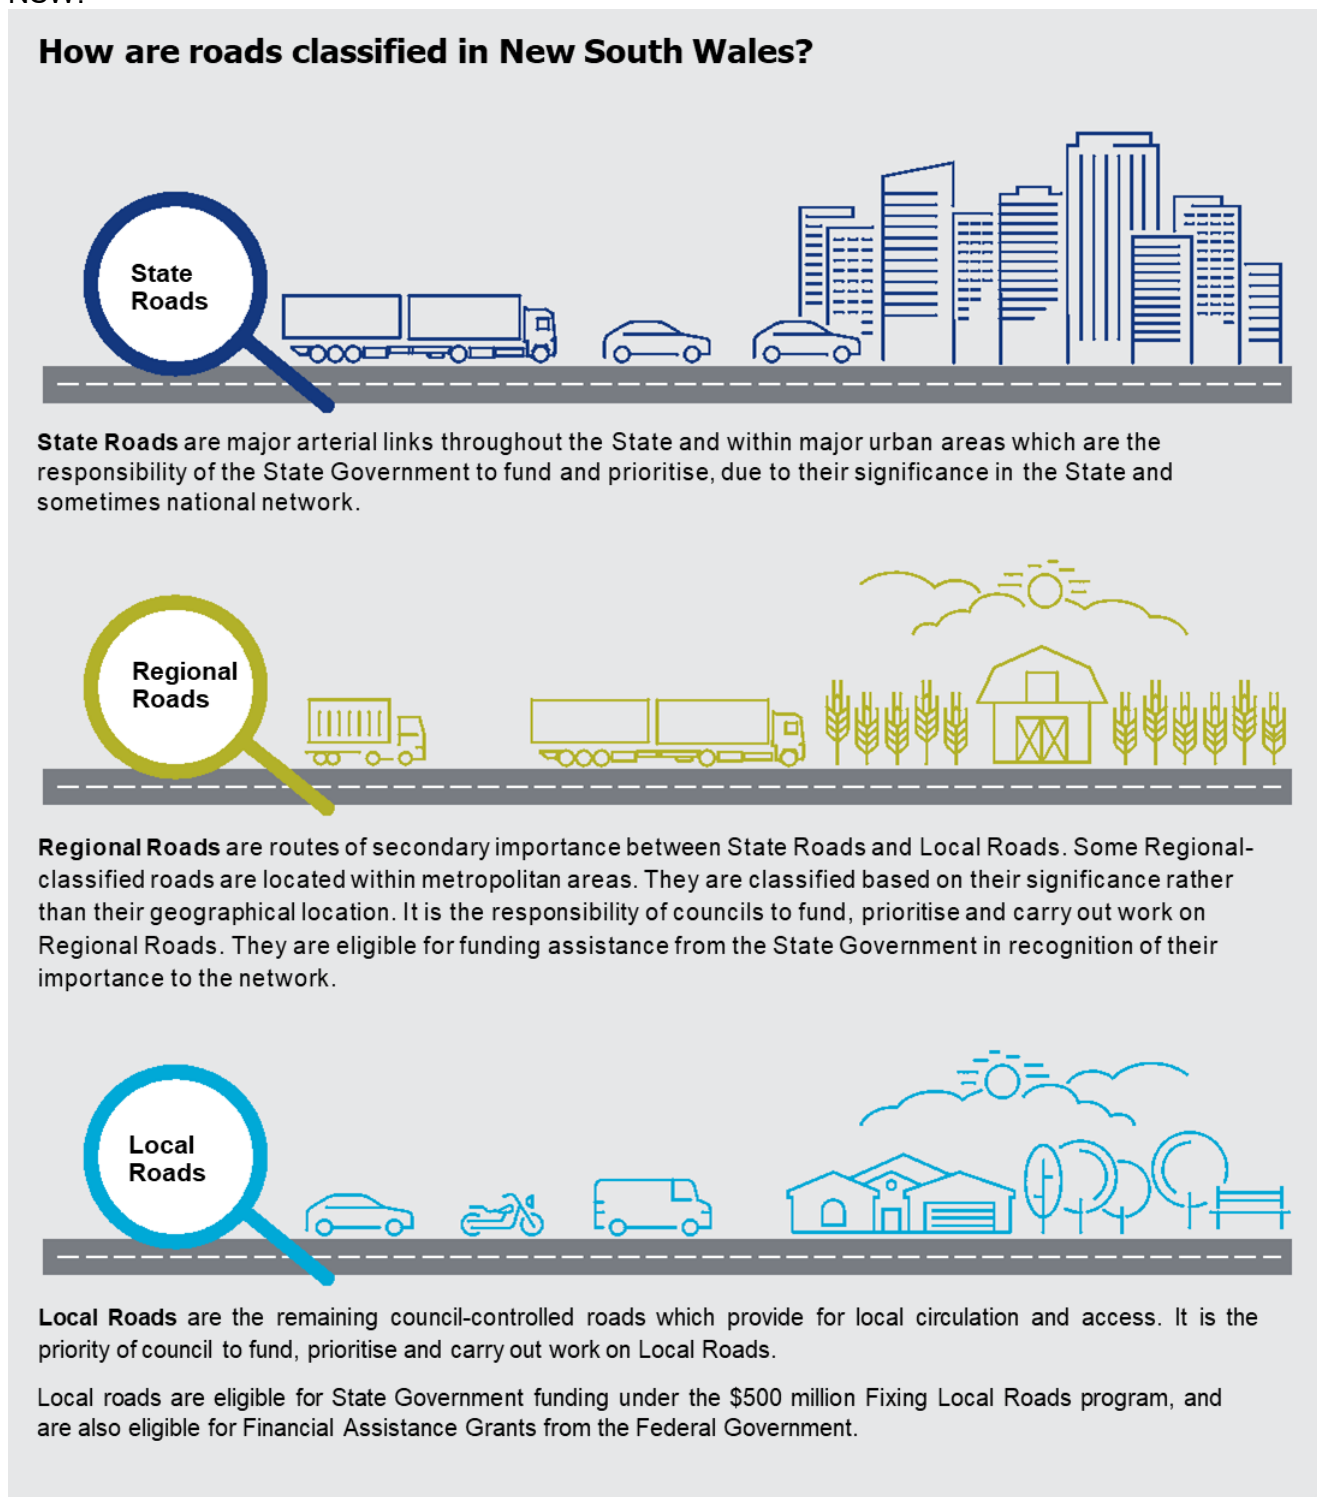 How are roads classified in New South Wales?
State
Roads
State Roads are major arterial links throughout the State and within major urban areas which are the
responsibility of the State Government to fund and prioritise, due to their significance in the State and
sometimes national network.
Regional
Roads
Regional Roads are routes of secondary importance between State Roads and Local Roads. Some Regional-
classified roads are located within metropolitan areas. They are classified based on their significance rather
than their geographical location. It is the responsibility of councils to fund, prioritise and carry out work on
Regional Roads. They are eligible for funding assistance from the State Government in recognition of their
importance to the network.
Local
Roads
Local Roads are the remaining council-controlled roads which provide for local circulation and access. It is the
priority of council to fund, prioritise and carry out work on Local Roads.
Local roads are eligible for State Government funding under the $500 million Fixing Local Roads program, and
are also eligible for Financial Assistance Grants from the Federal Government.